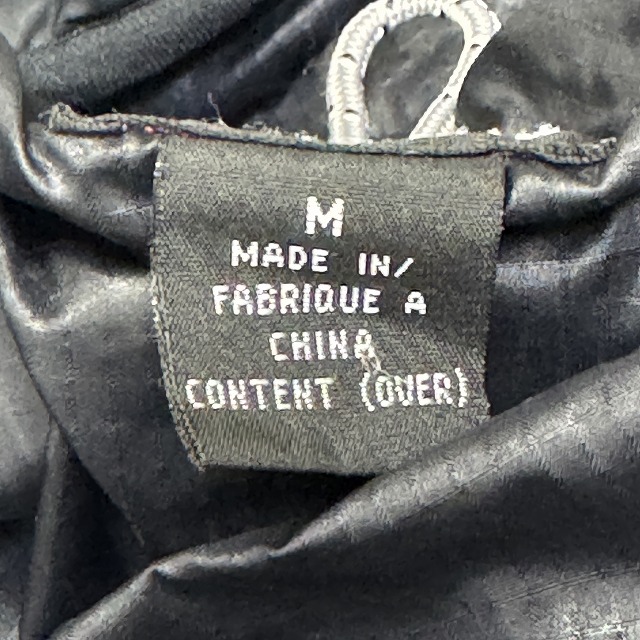 M
MADE IN/
FABRIQUE A
CHINA
CONTENT (OVER)